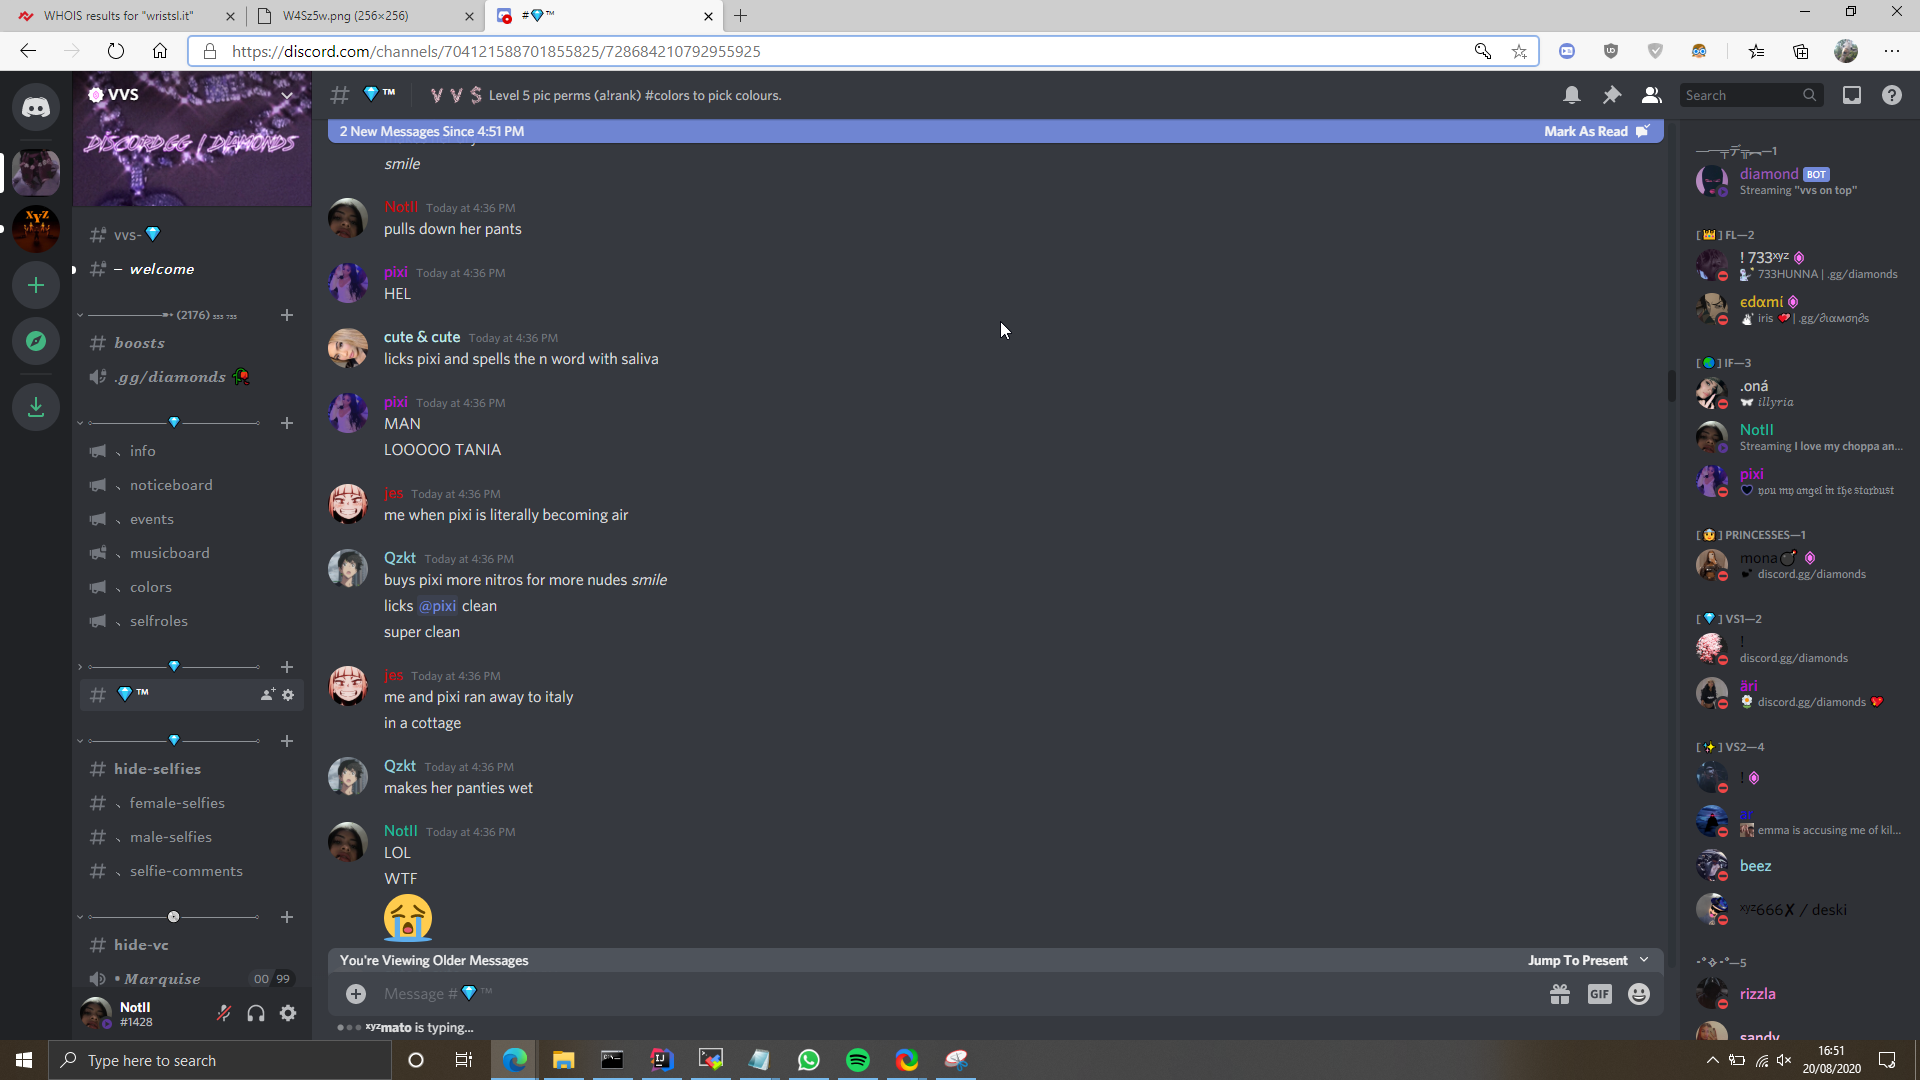 WHOIS results for "wristsl.it"
W4Sz5w.png (256×256)
#💎™
https://discord.com/channels/704121588701855825/728684210792955925
VVS
DISCORD.GG / DIAMONDS
vvs-💎
– welcome
(2176) ₅₅₅ ₇₃₃
boosts
.gg/diamonds
、 info
、 noticeboard
、 events
、 musicboard
、 colors
、 selfroles
💎™
hide-selfies
、 female-selfies
、 male-selfies
、 selfie-comments
hide-vc
• Marquise 00 99
NotII
#1428
# 💎™ V V $ Level 5 pic perms (a!rank) #colors to pick colours.
Search
2 New Messages Since 4:51 PM Mark As Read
smile
NotII Today at 4:36 PM
pulls down her pants
pixi Today at 4:36 PM
HEL
cute & cute Today at 4:36 PM
licks pixi and spells the n word with saliva
pixi Today at 4:36 PM
MAN
LOOOOO TANIA
jes Today at 4:36 PM
me when pixi is literally becoming air
Qzkt Today at 4:36 PM
buys pixi more nitros for more nudes smile
licks @pixi clean
super clean
jes Today at 4:36 PM
me and pixi ran away to italy
in a cottage
Qzkt Today at 4:36 PM
makes her panties wet
NotII Today at 4:36 PM
LOL
WTF
You're Viewing Older Messages Jump To Present
Message #💎™
GIF
xyzmato is typing...
diamond BOT
Streaming "vvs on top"
[👑] FL—2
! 733ˣʸᶻ
733HUNNA | .gg/diamonds
єdαmi
iris 💔 | .gg/∂ιαмση∂s
[🌍] IF—3
.oná
illyria
NotII
Streaming I love my choppa an...
pixi
you my angel in the starbust
[👸] PRINCESSES—1
mona💣
discord.gg/diamonds
[💎] VS1—2
!
discord.gg/diamonds
äri
discord.gg/diamonds
[✨] VS2—4
!
ar
emma is accusing me of kil...
beez
ˣʸᶻ666✗ / deski
-°✧-°—5
rizzla
sandy
Type here to search
16:51
20/08/2020